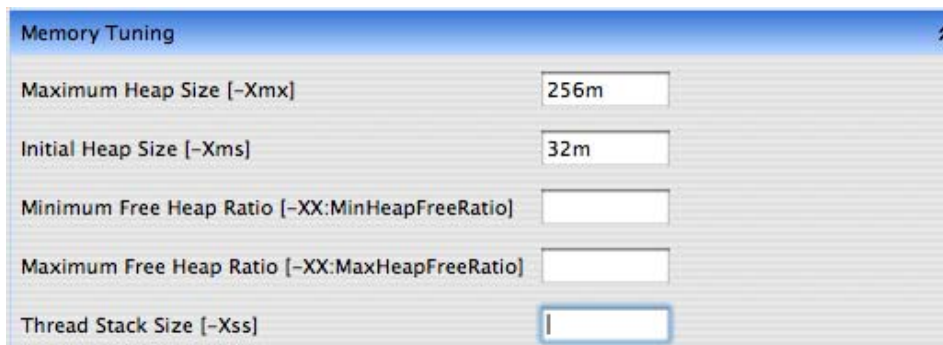 Memory Tuning
Maximum Heap Size [-Xmx] 256m
Initial Heap Size [-Xms] 32m
Minimum Free Heap Ratio [-XX:MinHeapFreeRatio]
Maximum Free Heap Ratio [-XX:MaxHeapFreeRatio]
Thread Stack Size [-Xss]